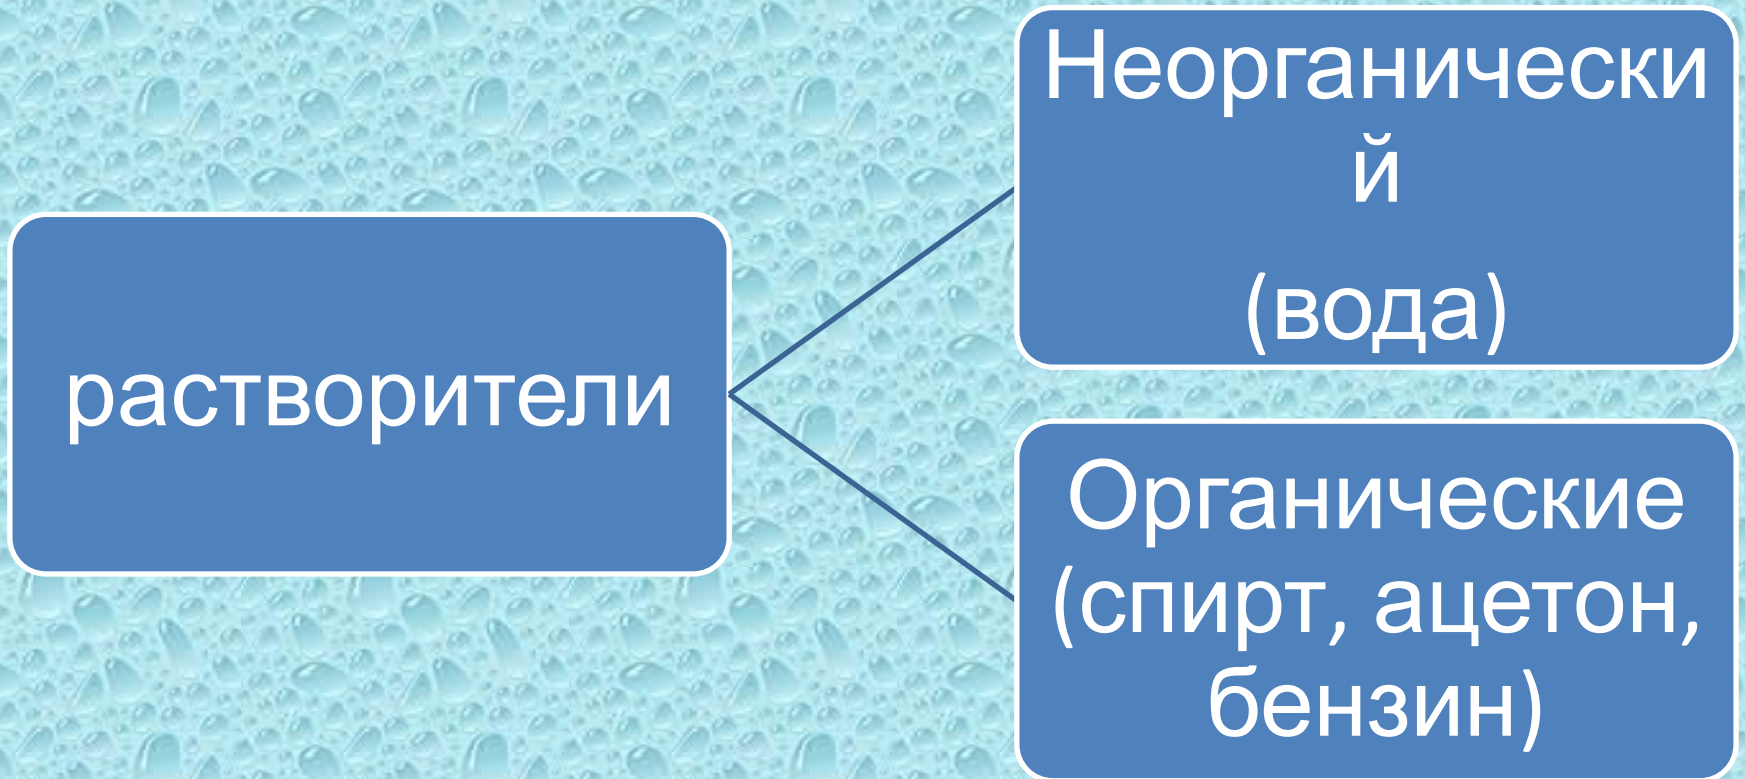 растворители
Неорганически
й
(вода)
Органические
(спирт, ацетон,
бензин)